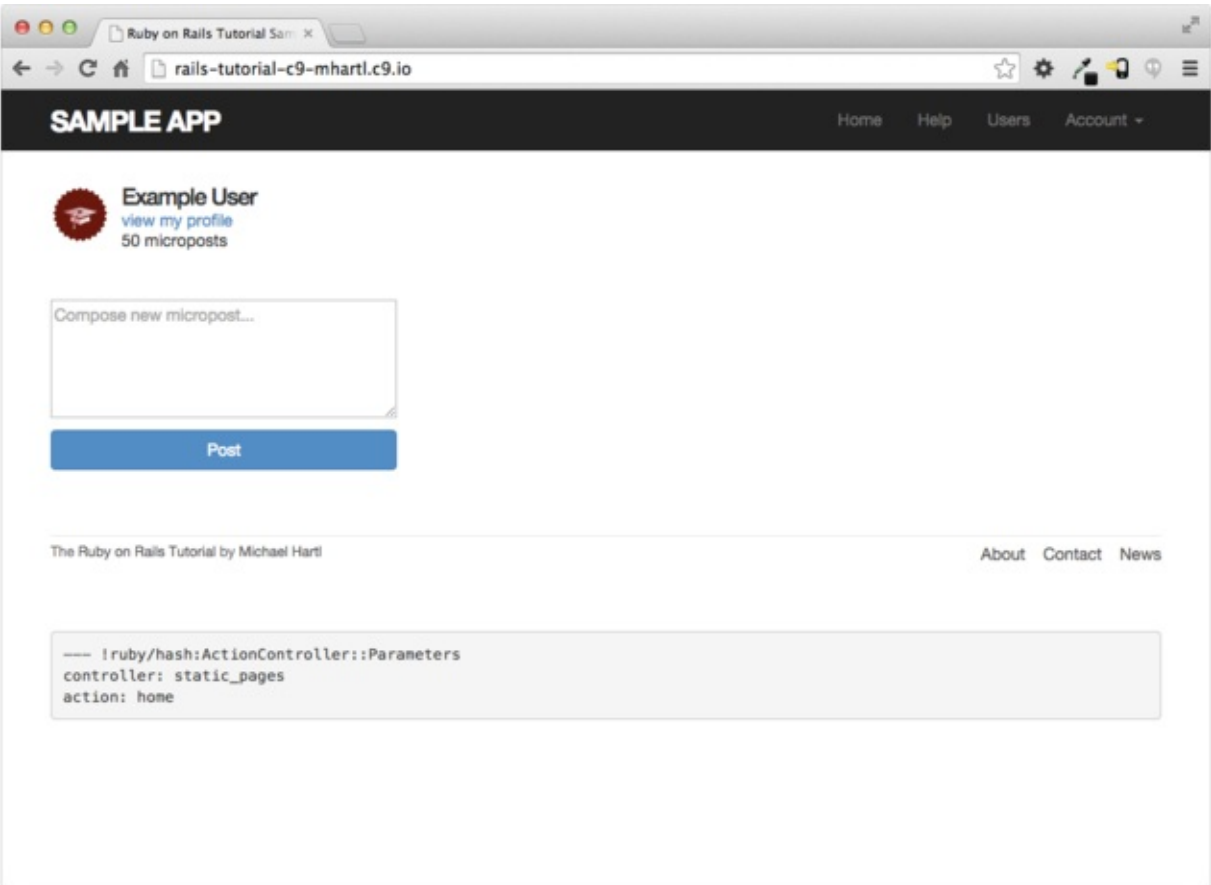 Ruby on Rails Tutorial Sam
rails-tutorial-c9-mhartl.c9.io
SAMPLE APP
Home Help Users Account
Example User
view my profile
50 microposts
Compose new micropost...
Post
The Ruby on Rails Tutorial by Michael Hartl
About Contact News
--- !ruby/hash:ActionController::Parameters
controller: static_pages
action: home